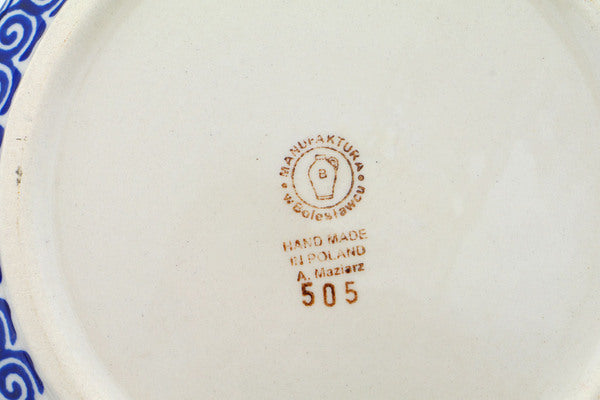 MANUFAKTURA
w Bolesławcu
B
HAND MADE
IN POLAND
A. Maziarz
505